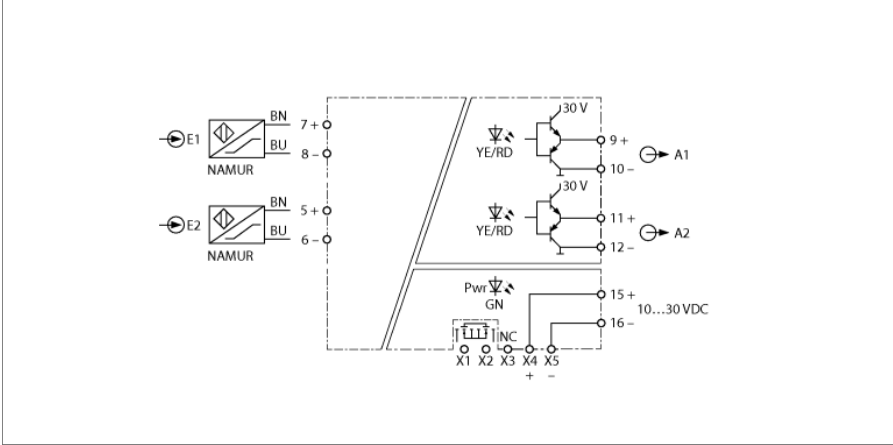 E1
BN
7 +
BU
8 –
NAMUR
E2
BN
5 +
BU
6 –
NAMUR
30 V
YE/RD
9 +
10 –
A1
30 V
YE/RD
11 +
12 –
A2
Pwr
GN
15 +
16 –
10...30 VDC
NC
X1 X2 X3 X4 X5
+ –